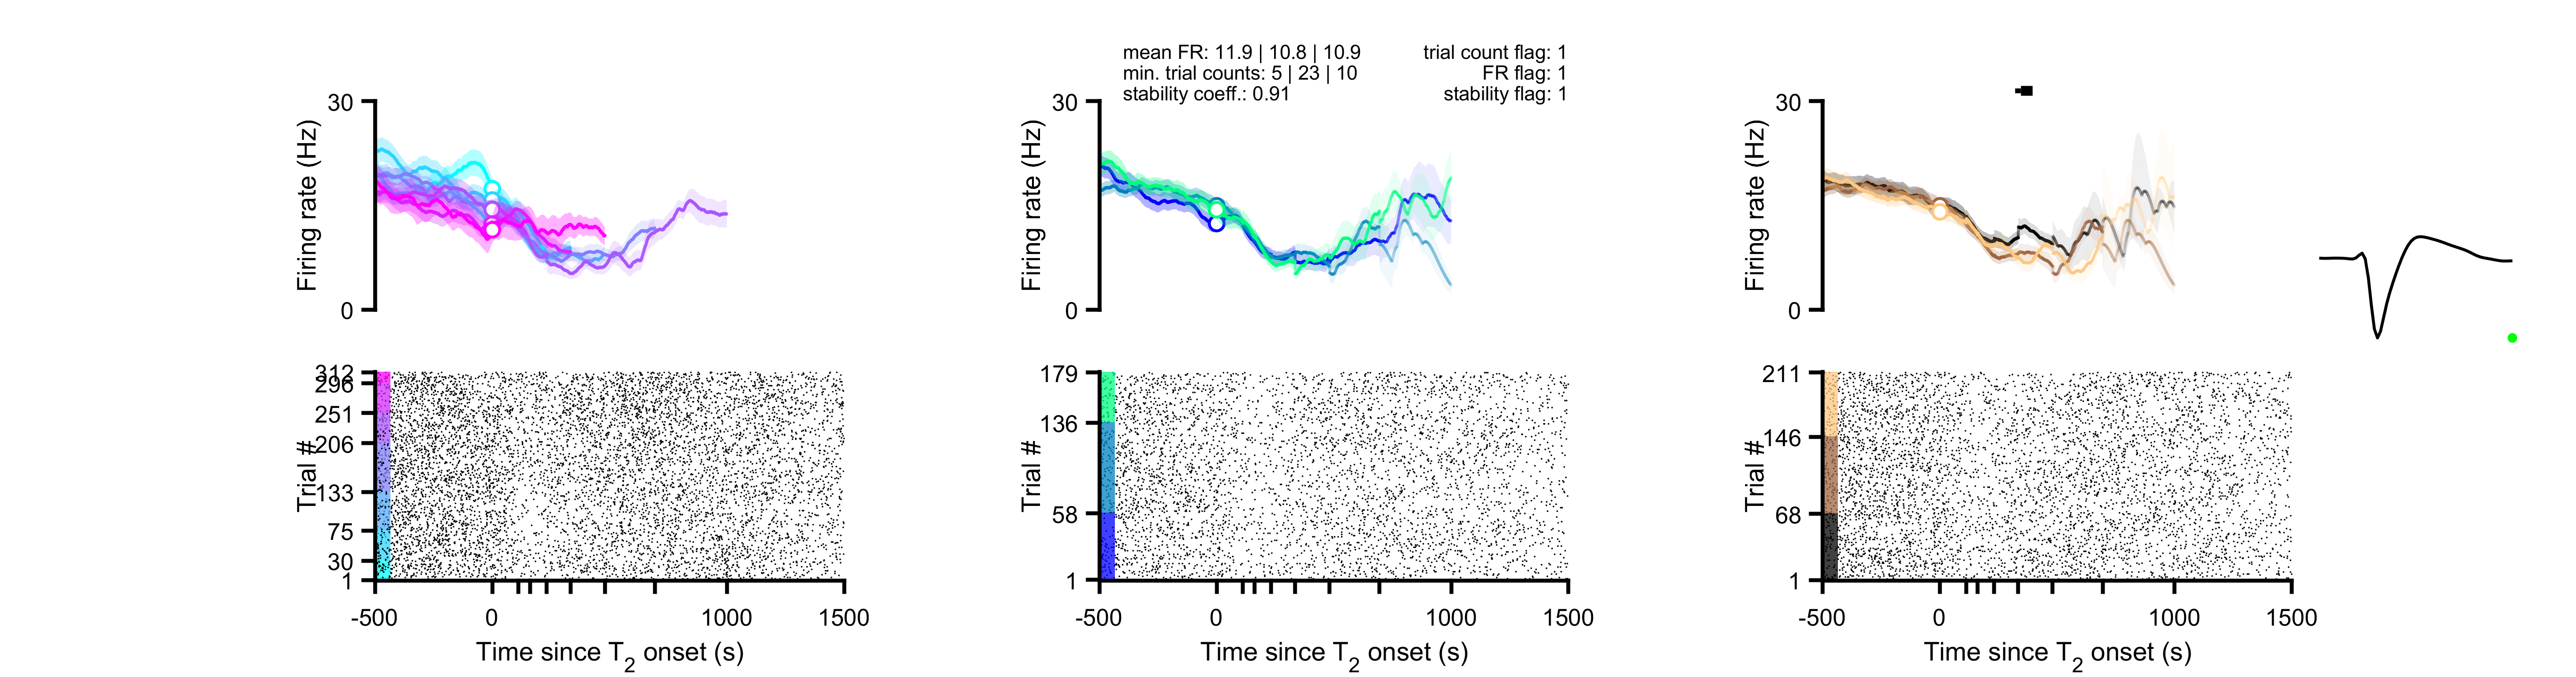 mean FR: 11.9 | 10.8 | 10.9
trial count flag: 1
min. trial counts: 5 | 23 | 10
FR flag: 1
stability coeff.: 0.91
stability flag: 1
30
Firing rate (Hz)
0
30
Firing rate (Hz)
0
30
Firing rate (Hz)
0
312
296
251
206
133
75
30
1
Trial #
-500
0
1000
1500
Time since T2 onset (s)
179
136
58
1
Trial #
-500
0
1000
1500
Time since T2 onset (s)
211
146
68
1
Trial #
-500
0
1000
1500
Time since T2 onset (s)